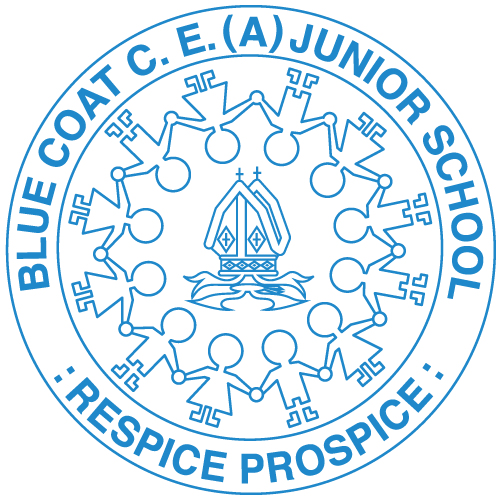 BLUE COAT C. E. (A) JUNIOR SCHOOL
: RESPICE PROSPICE :